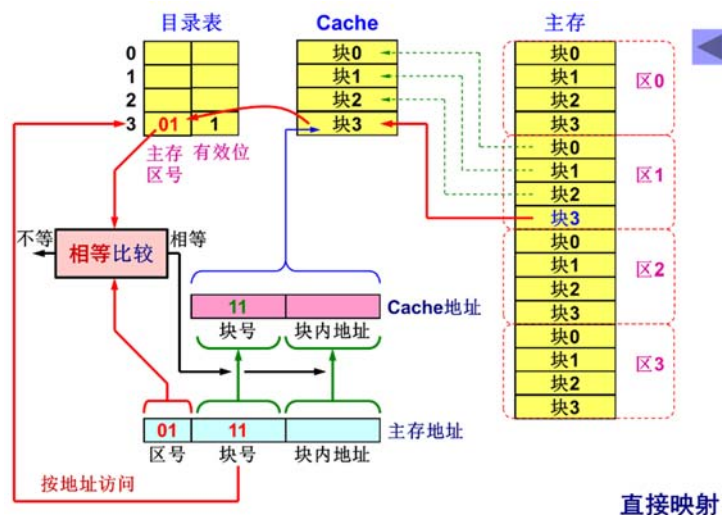 目录表
Cache
主存
0
1
2
3
01
1
主存
区号
有效位
块0
块1
块2
块3
块0
块1
块2
块3
区0
块0
块1
块2
块3
区1
块0
块1
块2
块3
区2
块0
块1
块2
块3
区3
不等
相等比较
相等
11
Cache地址
块号
块内地址
01
11
主存地址
区号
块号
块内地址
按地址访问
直接映射